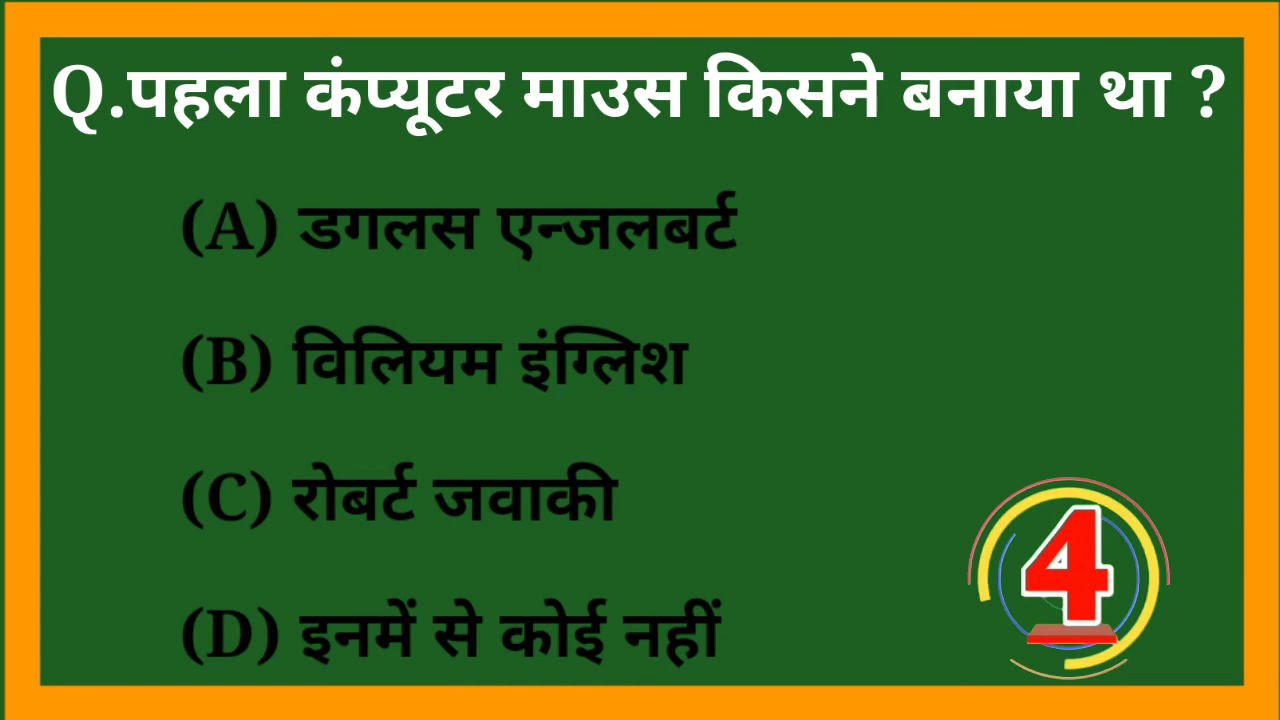 Q.पहला कंप्यूटर माउस किसने बनाया था ?
(A) डगलस एन्जलबर्ट
(B) विलियम इंग्लिश
(C) रोबर्ट जवाकी
(D) इनमें से कोई नहीं
4